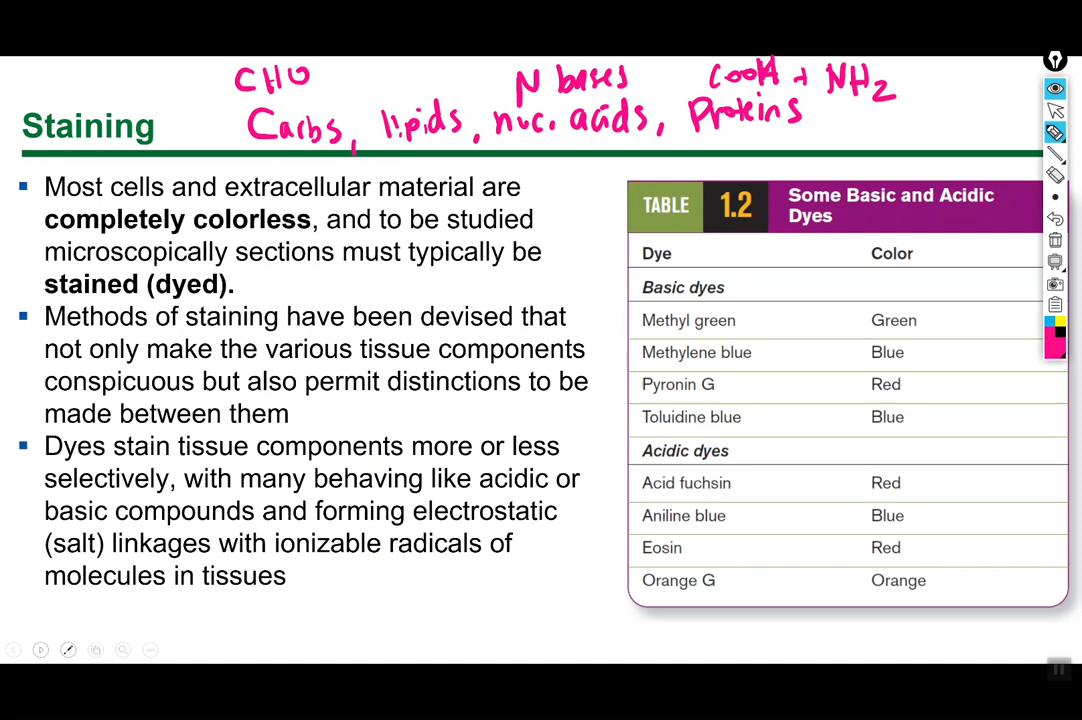 CHO N bases COOH + NH2
Staining
Carbs, lipids, nuc. acids, Proteins
▪ Most cells and extracellular material are
completely colorless, and to be studied
microscopically sections must typically be
stained (dyed).
▪ Methods of staining have been devised that
not only make the various tissue components
conspicuous but also permit distinctions to be
made between them
▪ Dyes stain tissue components more or less
selectively, with many behaving like acidic or
basic compounds and forming electrostatic
(salt) linkages with ionizable radicals of
molecules in tissues
TABLE 1.2 Some Basic and Acidic
Dyes
Dye Color
Basic dyes
Methyl green Green
Methylene blue Blue
Pyronin G Red
Toluidine blue Blue
Acidic dyes
Acid fuchsin Red
Aniline blue Blue
Eosin Red
Orange G Orange